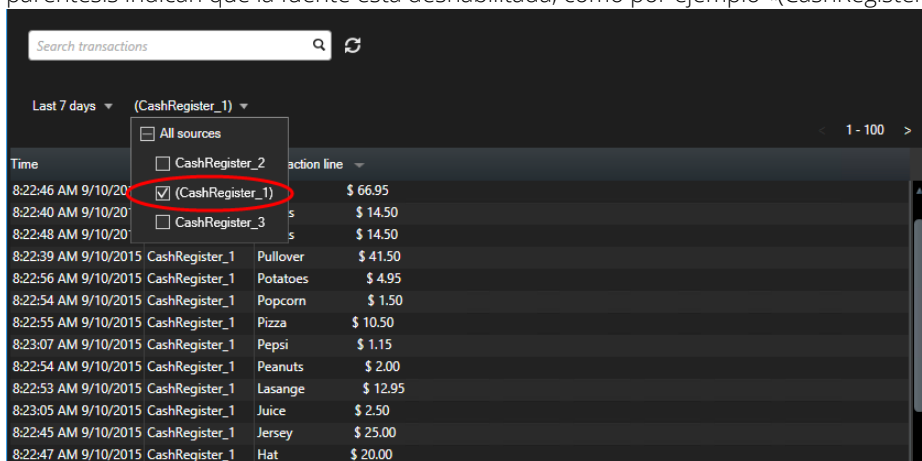 paréntesis indican que la fuente está deshabilitada, como por ejemplo «(CashRegister
Search transactions
Last 7 days (CashRegister_1)
All sources
1 - 100 >
CashRegister_2
(CashRegister_1)
CashRegister_3
Time action line
8:22:46 AM 9/10/20 $ 66.95
8:22:40 AM 9/10/201 s $ 14.50
8:22:48 AM 9/10/201 s $ 14.50
8:22:39 AM 9/10/2015 CashRegister_1 Pullover $ 41.50
8:22:56 AM 9/10/2015 CashRegister_1 Potatoes $ 4.95
8:22:54 AM 9/10/2015 CashRegister_1 Popcorn $ 1.50
8:22:55 AM 9/10/2015 CashRegister_1 Pizza $ 10.50
8:23:07 AM 9/10/2015 CashRegister_1 Pepsi $ 1.15
8:22:54 AM 9/10/2015 CashRegister_1 Peanuts $ 2.00
8:22:53 AM 9/10/2015 CashRegister_1 Lasange $ 12.95
8:23:05 AM 9/10/2015 CashRegister_1 Juice $ 2.50
8:22:45 AM 9/10/2015 CashRegister_1 Jersey $ 25.00
8:22:47 AM 9/10/2015 CashRegister_1 Hat $ 20.00